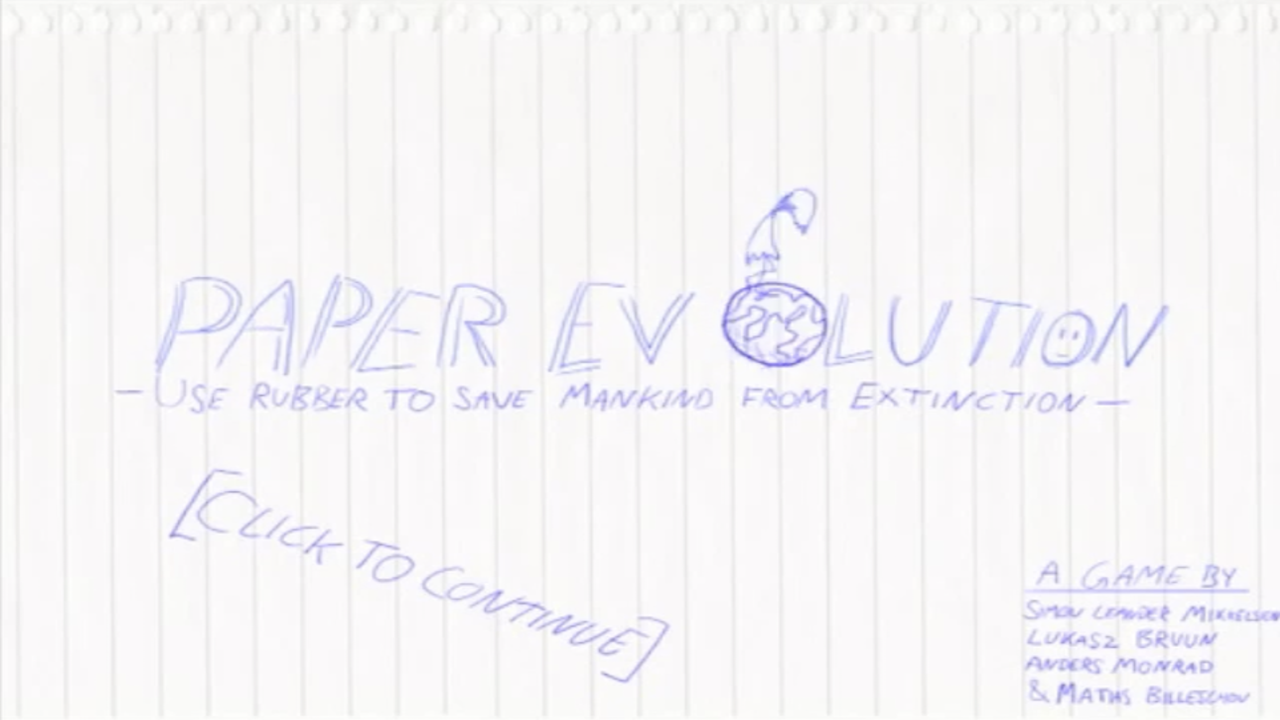 PAPER EVOLUTION
- USE RUBBER TO SAVE MANKIND FROM EXTINCTION -
[CLICK TO CONTINUE]
A GAME BY
SIMON LEANDER MIKKELSEN
LUKASZ BRUUN
ANDERS MONRAD
& MATHS